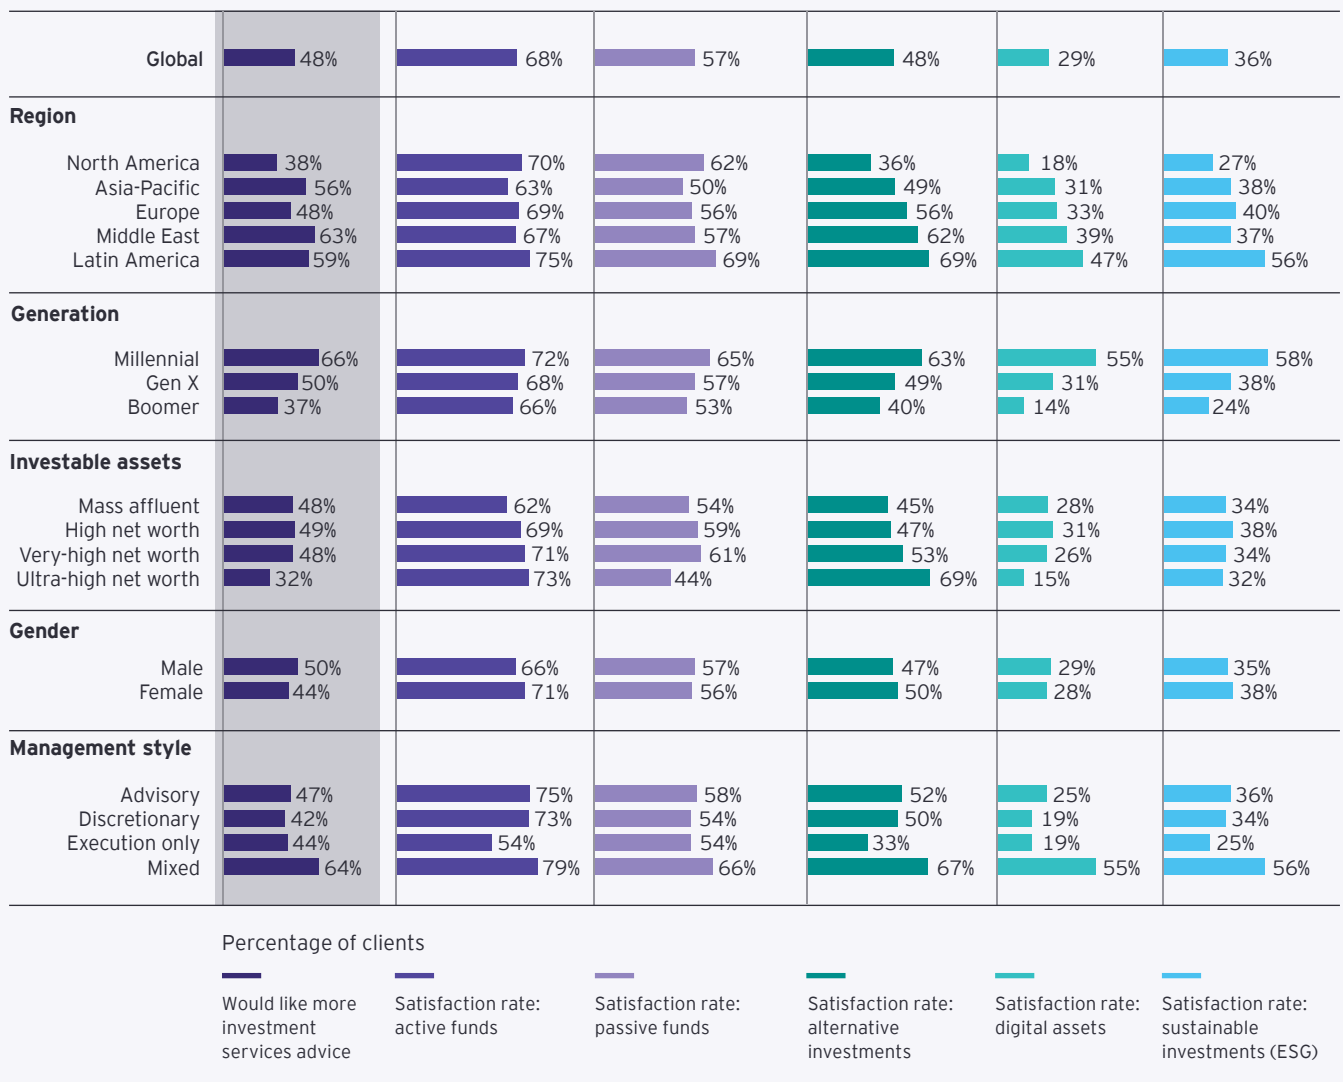 Global 48% 68% 57% 48% 29% 36%
Region
North America 38% 70% 62% 36% 18% 27%
Asia-Pacific 56% 63% 50% 49% 31% 38%
Europe 48% 69% 56% 56% 33% 40%
Middle East 63% 67% 57% 62% 39% 37%
Latin America 59% 75% 69% 69% 47% 56%
Generation
Millennial 66% 72% 65% 63% 55% 58%
Gen X 50% 68% 57% 49% 31% 38%
Boomer 37% 66% 53% 40% 14% 24%
Investable assets
Mass affluent 48% 62% 54% 45% 28% 34%
High net worth 49% 69% 59% 47% 31% 38%
Very-high net worth 48% 71% 61% 53% 26% 34%
Ultra-high net worth 32% 73% 44% 69% 15% 32%
Gender
Male 50% 66% 57% 47% 29% 35%
Female 44% 71% 56% 50% 28% 38%
Management style
Advisory 47% 75% 58% 52% 25% 36%
Discretionary 42% 73% 54% 50% 19% 34%
Execution only 44% 54% 54% 33% 19% 25%
Mixed 64% 79% 66% 67% 55% 56%
Percentage of clients
Would like more
investment
services advice
Satisfaction rate:
active funds
Satisfaction rate:
passive funds
Satisfaction rate:
alternative
investments
Satisfaction rate:
digital assets
Satisfaction rate:
sustainable
investments (ESG)